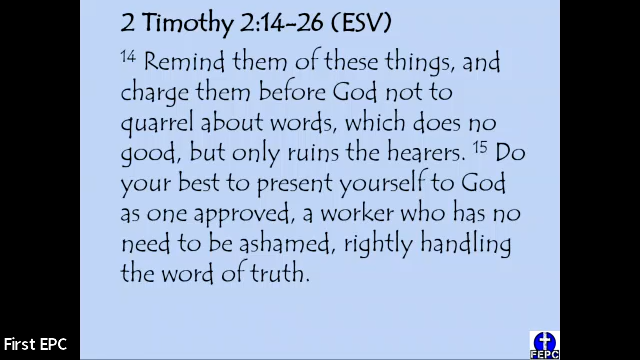 2 Timothy 2:14-26 (ESV)
14 Remind them of these things, and
charge them before God not to
quarrel about words, which does no
good, but only ruins the hearers. 15 Do
your best to present yourself to God
as one approved, a worker who has no
need to be ashamed, rightly handling
the word of truth.
First EPC
FEPC